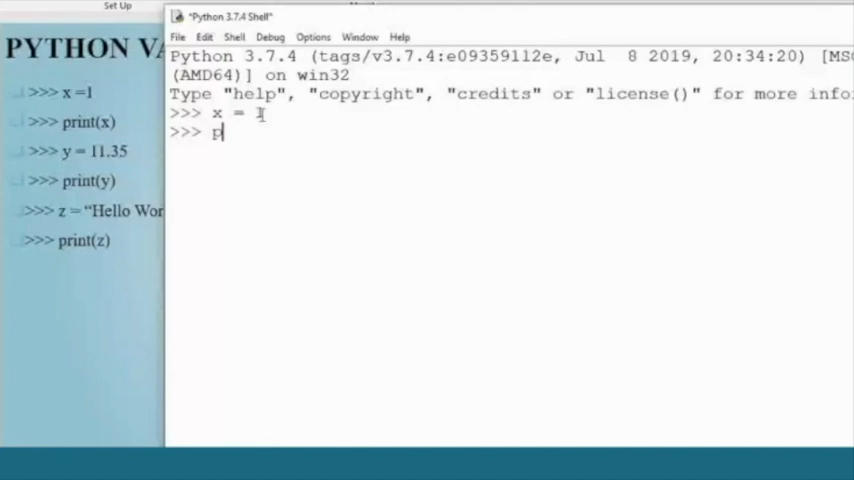 Set Up
PYTHON VA
>>> x =1
>>> print(x)
>>> y = 11.35
>>> print(y)
>>> z = “Hello Wor
>>> print(z)
*Python 3.7.4 Shell*
File Edit Shell Debug Options Window Help
Python 3.7.4 (tags/v3.7.4:e09359112e, Jul 8 2019, 20:34:20) [MS
(AMD64)] on win32
Type "help", "copyright", "credits" or "license()" for more info
>>> x = 1
>>> p